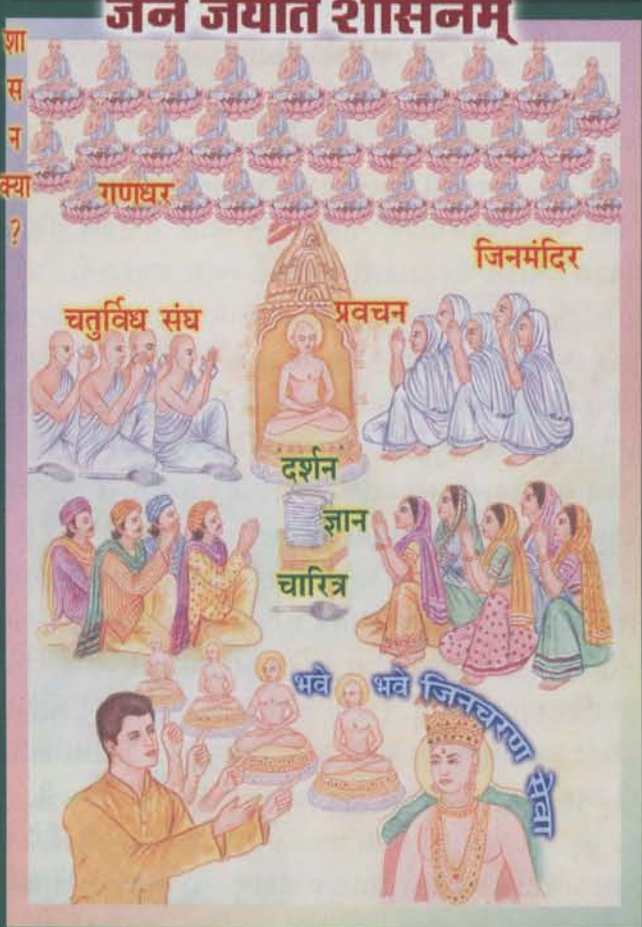 जैन जयति शासनम्
शा
स
न
क्या
?
गणधर
जिनमंदिर
चतुर्विध संघ
प्रवचन
दर्शन
ज्ञान
चारित्र
भवे भवे जिनचरण सेवा